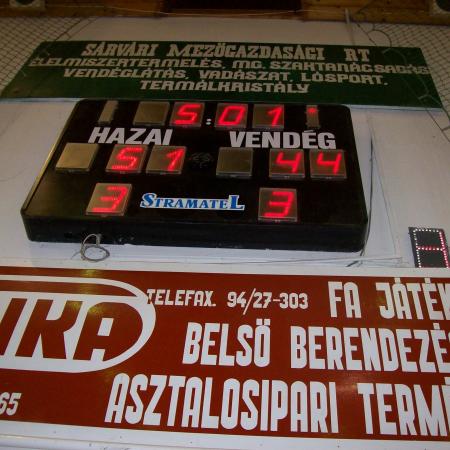 SÁRVÁRI MEZŐGAZDASÁGI RT
ÉLELMISZERTERMELÉS, MG. SZAKTANÁCSADÁS
VENDÉGLÁTÁS, VADÁSZAT, LÓSPORT,
TERMÁLKRISTÁLY
5:01
HAZAI VENDÉG
51 44
3 STRAMATEL 3
TELEFAX. 94/27-303 FA JÁTÉK
IKA BELSŐ BERENDEZÉS
65 ASZTALOSIPARI TERMÉ